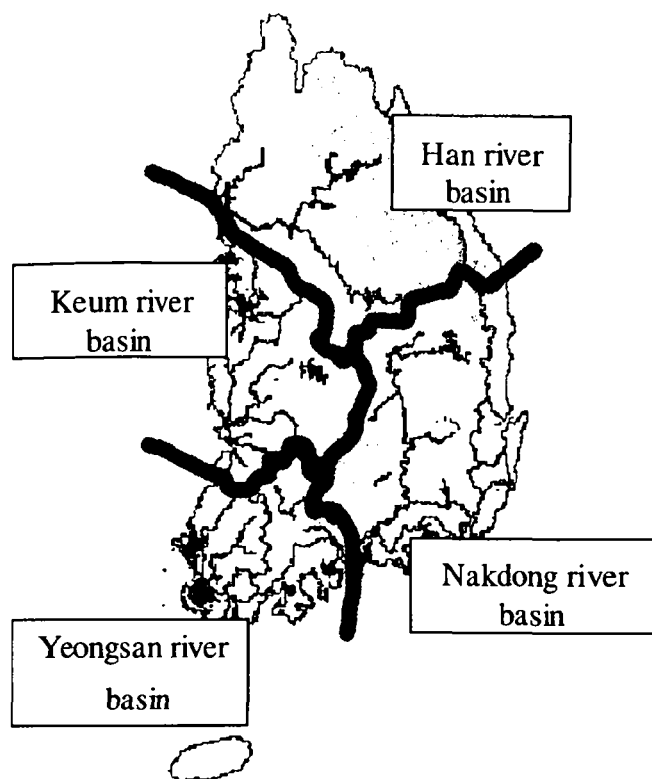 Han river
basin
Keum river
basin
Nakdong river
basin
Yeongsan river
basin